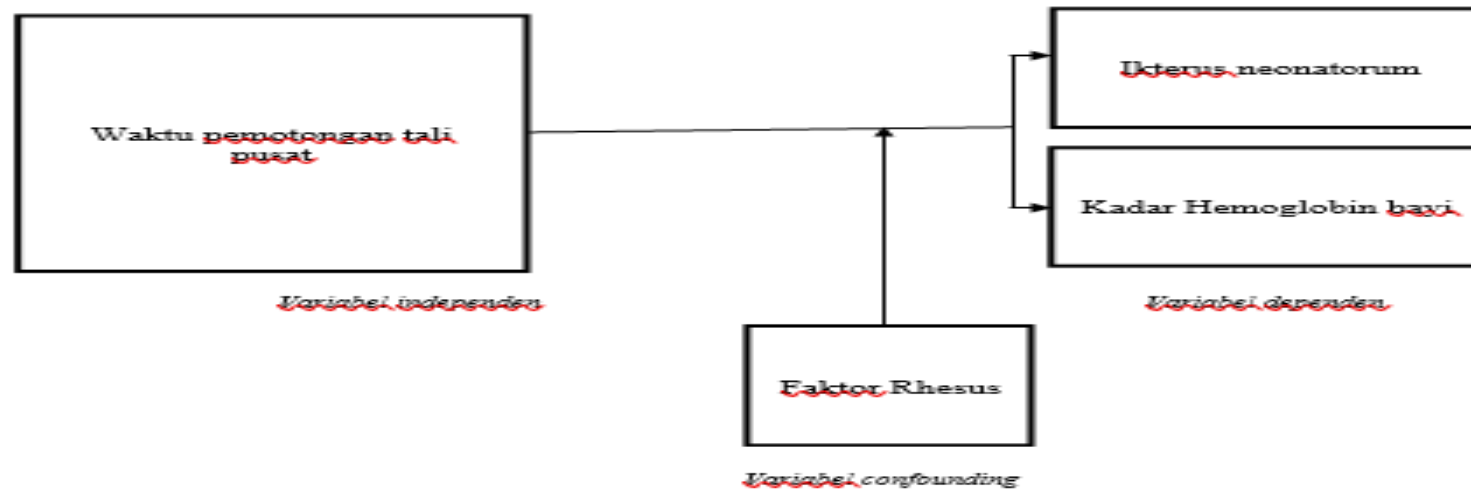 Waktu pemotongan tali
pusat
Ikterus neonatorum
Kadar Hemoglobin bayi
Variabel independen
Variabel dependen
Faktor Rhesus
Variabel confounding